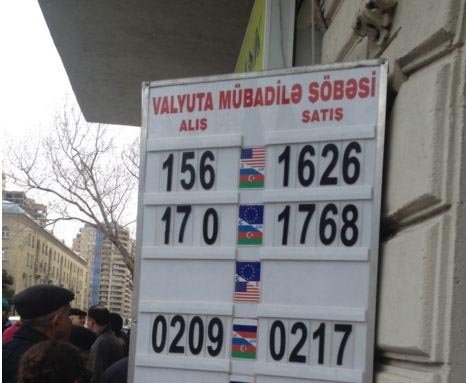 VALYUTA MÜBADİLƏ ŞÖBƏSİ
ALIŞ SATIŞ
156 1626
170 1768
0209 0217